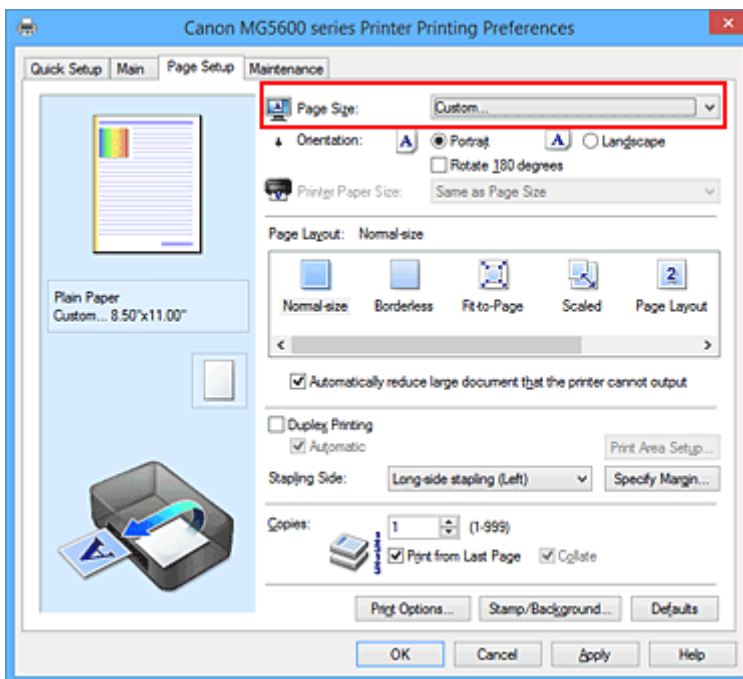 Canon MG5600 series Printer Printing Preferences
Quick Setup Main Page Setup Maintenance
Page Size: Custom...
Orientation: A Portrait A Landscape
Rotate 180 degrees
Printer Paper Size: Same as Page Size
Page Layout: Normal-size
Normal-size Borderless Fit-to-Page Scaled Page Layout
Plain Paper
Custom... 8.50"x11.00"
Automatically reduce large document that the printer cannot output
Duplex Printing
Automatic Print Area Setup...
Stapling Side: Long-side stapling (Left) Specify Margin...
Copies: 1 (1-999)
Print from Last Page Collate
Print Options... Stamp/Background... Defaults
OK Cancel Apply Help